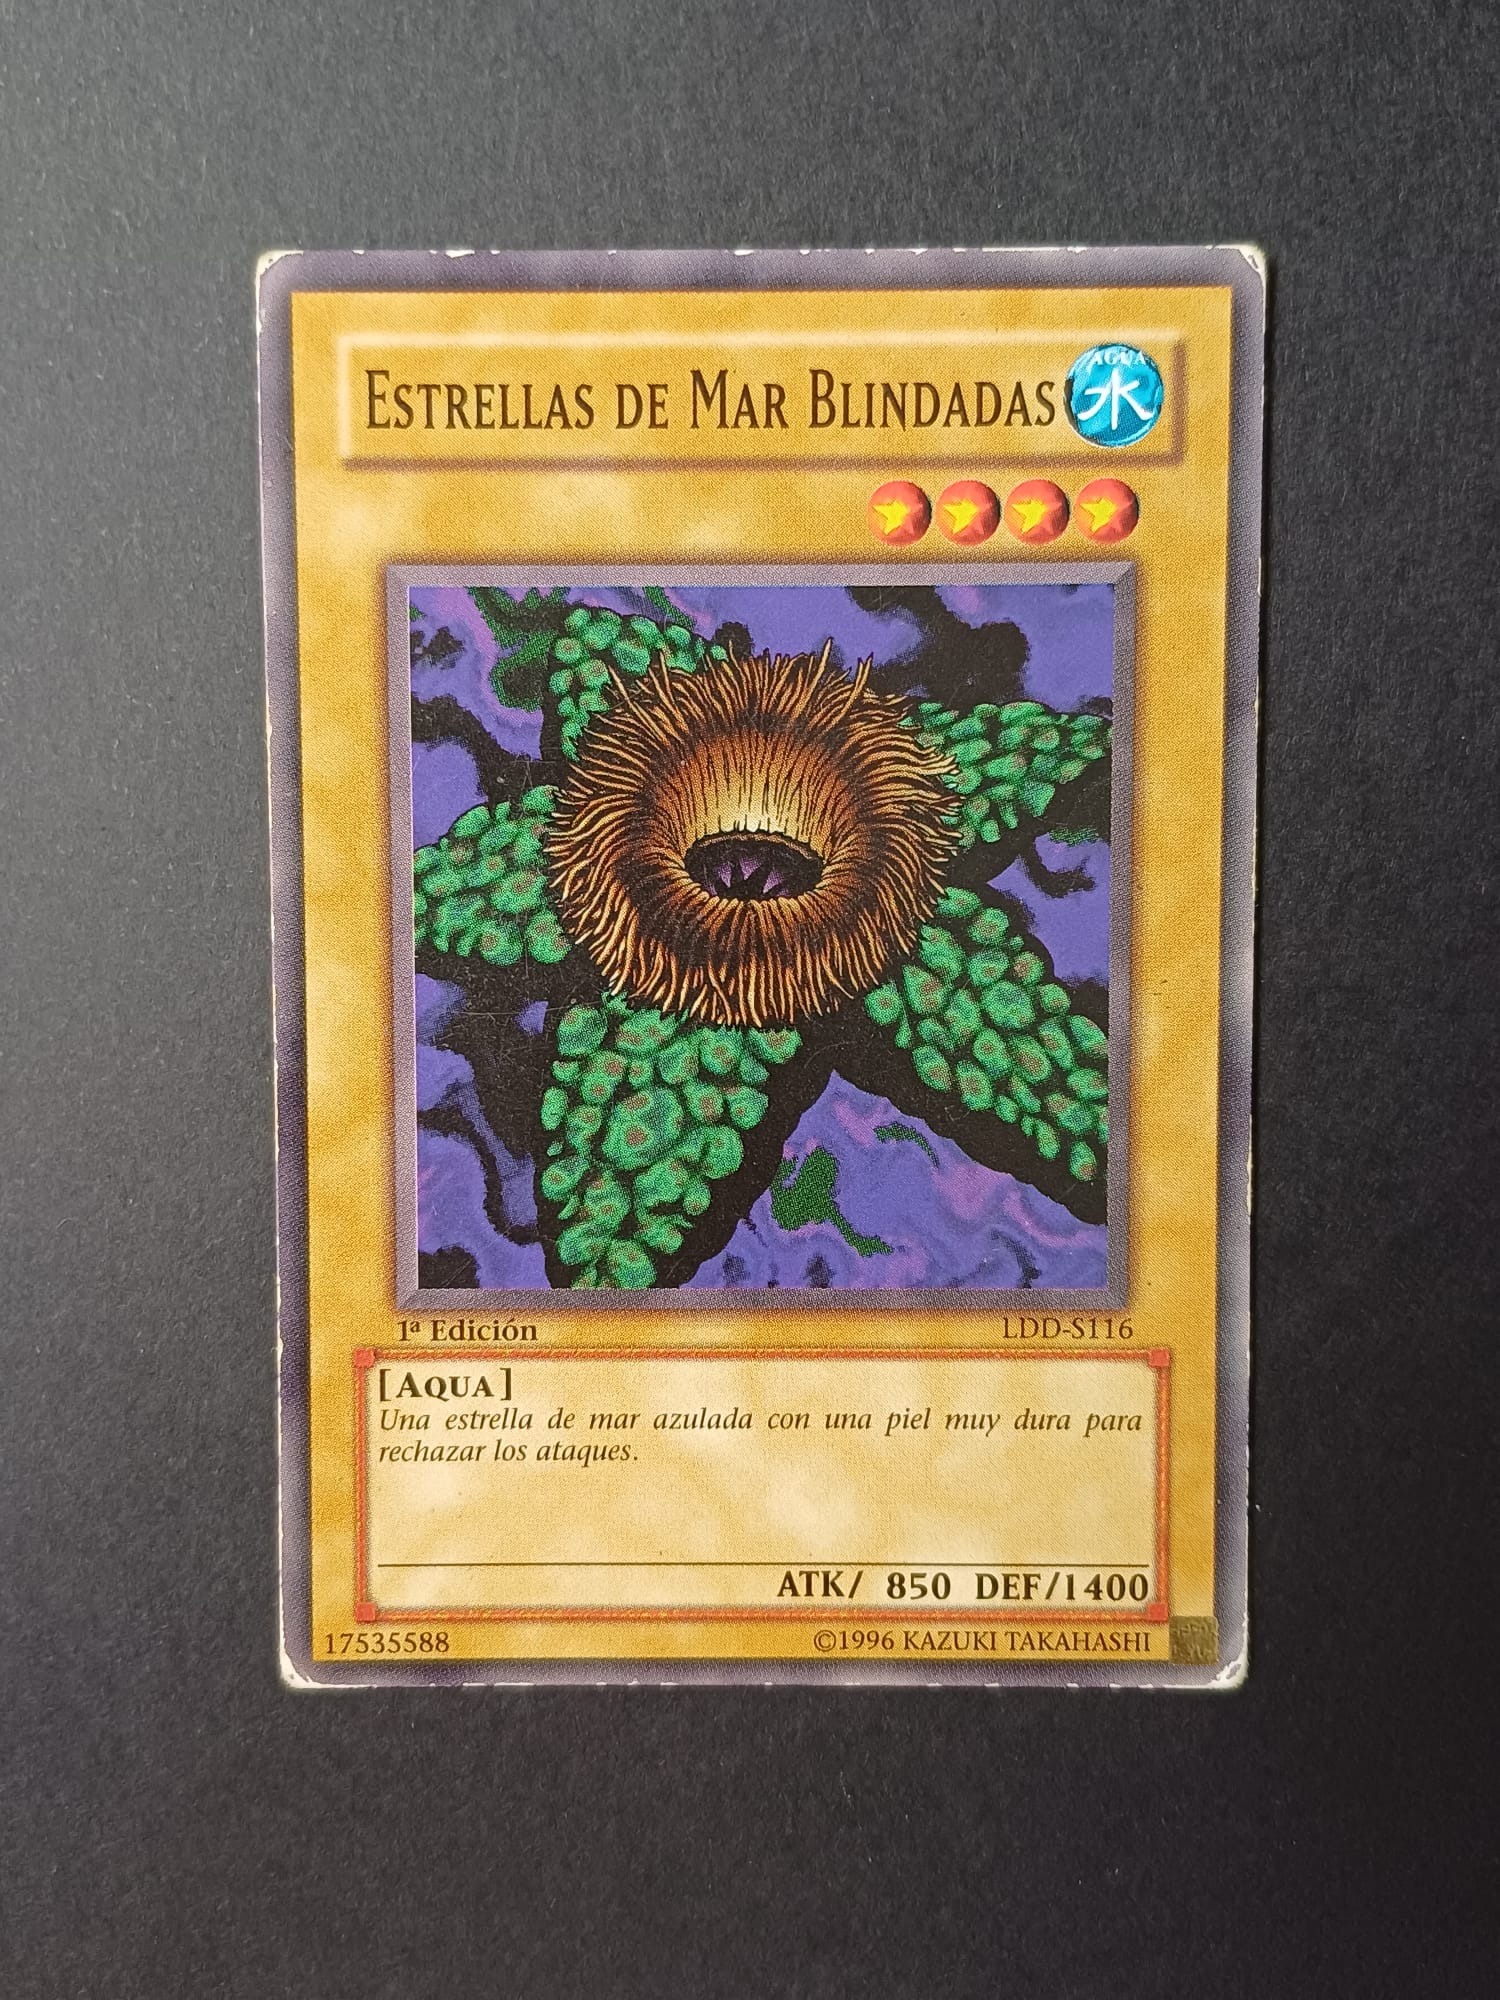 ESTRELLAS DE MAR BLINDADAS
AGUA
水
1ª Edición
LDD-S116
[AQUA]
Una estrella de mar azulada con una piel muy dura para
rechazar los ataques.
ATK/ 850 DEF/1400
17535588
©1996 KAZUKI TAKAHASHI